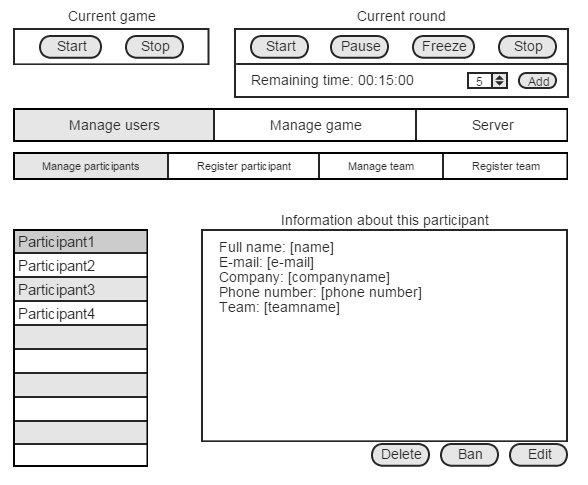 Current game
Current round
Start Stop
Start Pause Freeze Stop
Remaining time: 00:15:00 5 Add
Manage users Manage game Server
Manage participants Register participant Manage team Register team
Information about this participant
Participant1
Participant2
Participant3
Participant4
Full name: [name]
E-mail: [e-mail]
Company: [companyname]
Phone number: [phone number]
Team: [teamname]
Delete Ban Edit